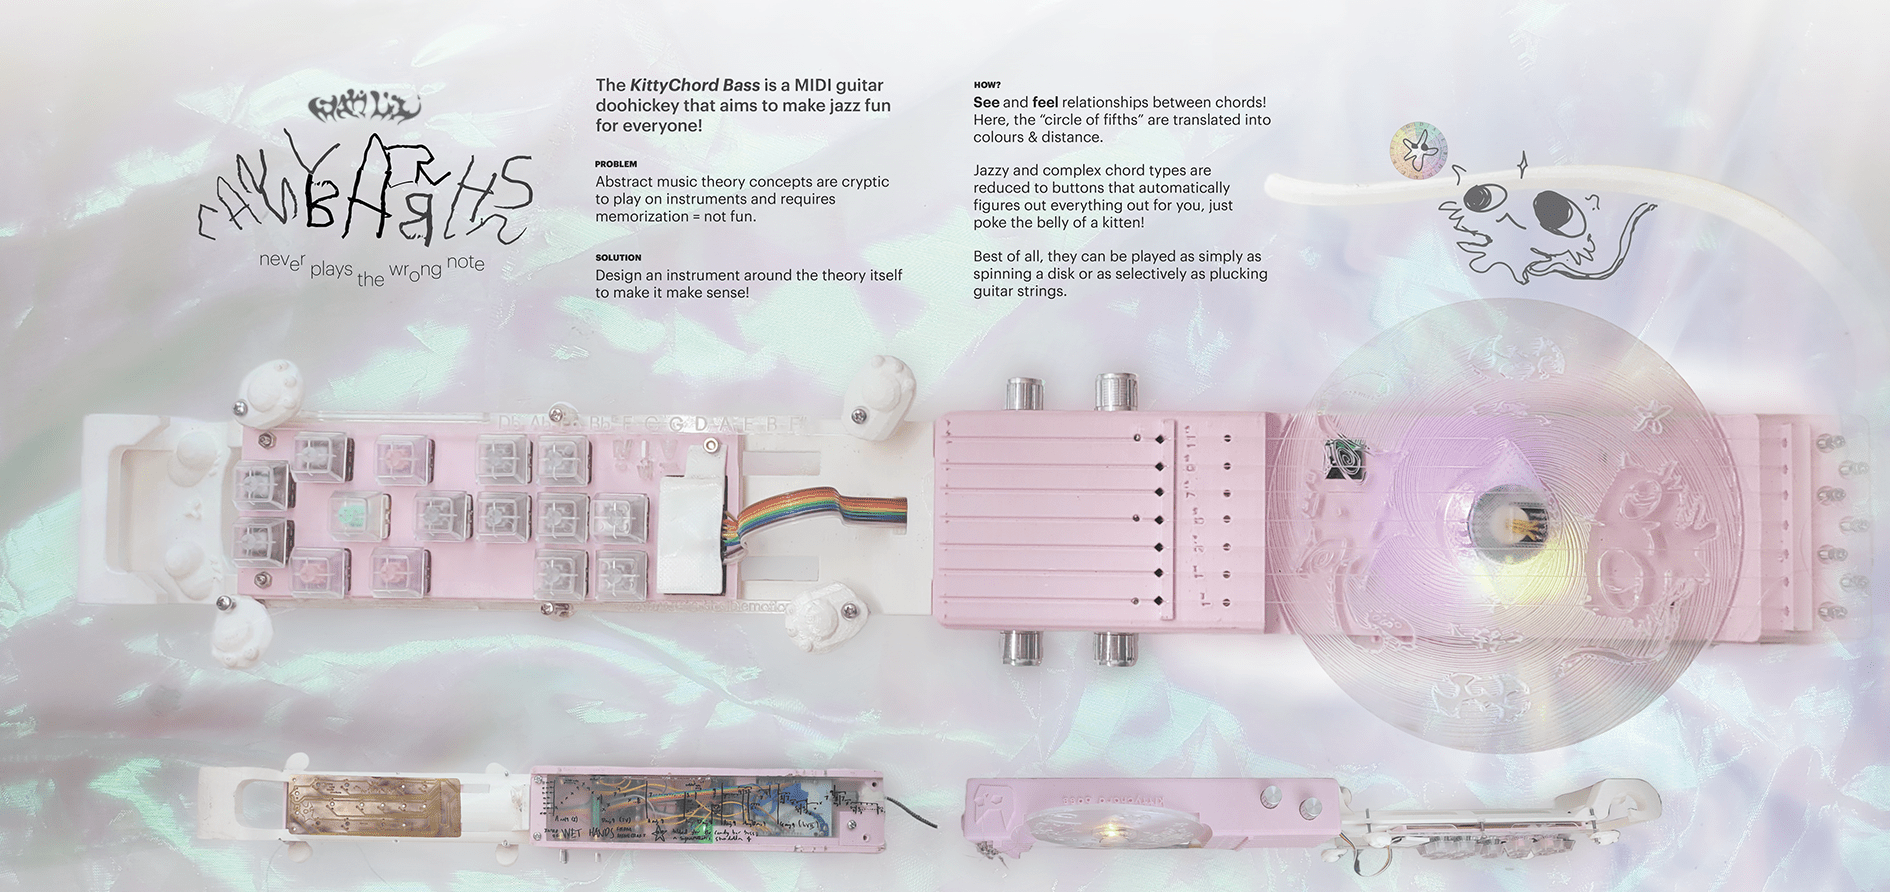 never plays the wrong note
The KittyChord Bass is a MIDI guitar
doohickey that aims to make jazz fun
for everyone!
PROBLEM
Abstract music theory concepts are cryptic
to play on instruments and requires
memorization = not fun.
SOLUTION
Design an instrument around the theory itself
to make it make sense!
HOW?
See and feel relationships between chords!
Here, the “circle of fifths” are translated into
colours & distance.
Jazzy and complex chord types are
reduced to buttons that automatically
figures out everything out for you, just
poke the belly of a kitten!
Best of all, they can be played as simply as
spinning a disk or as selectively as plucking
guitar strings.
F C G D A E B
WET HANDS